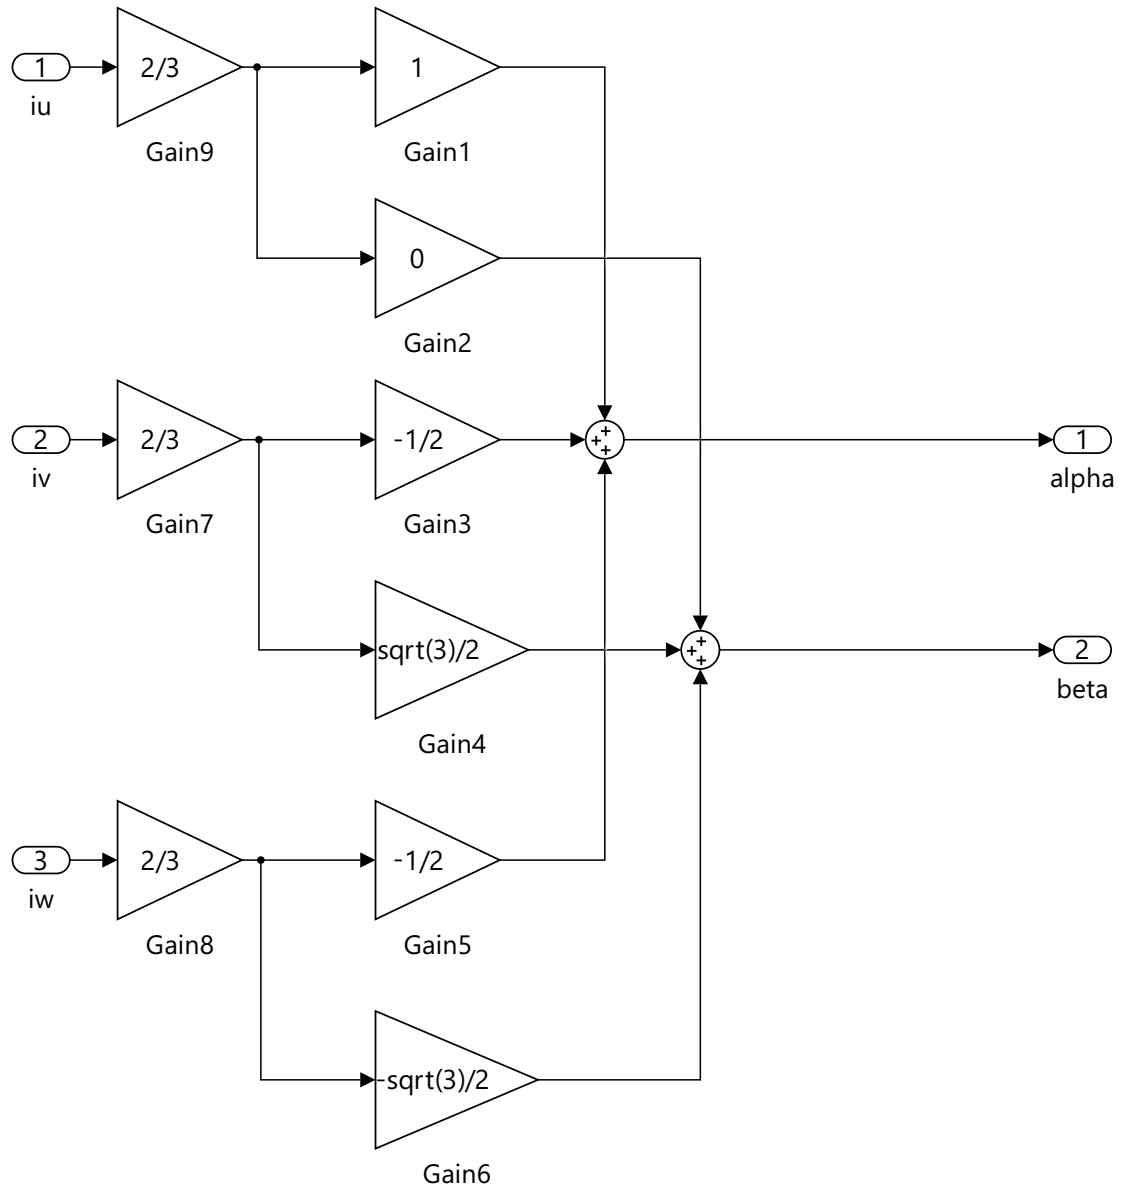 1
iu
2/3
Gain9
1
Gain1
0
Gain2
2
iv
2/3
Gain7
-1/2
Gain3
+
+
+
1
alpha
sqrt(3)/2
Gain4
+
+
+
2
beta
3
iw
2/3
Gain8
-1/2
Gain5
-sqrt(3)/2
Gain6